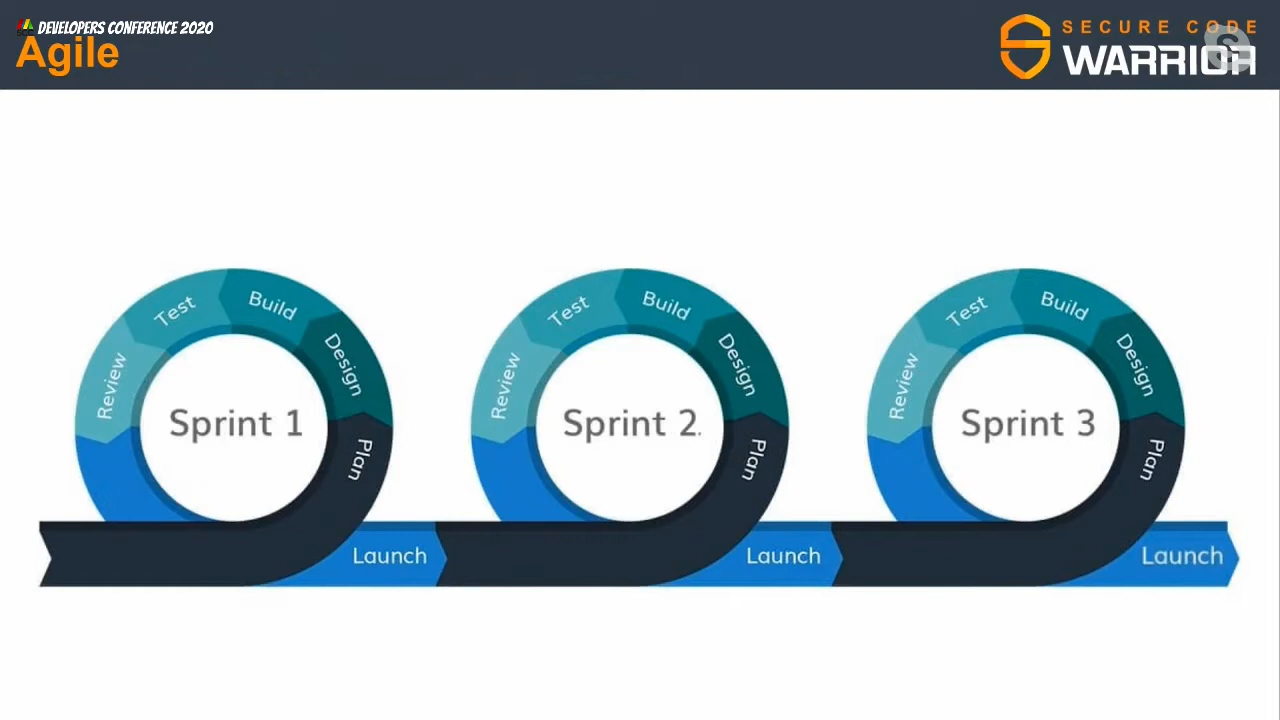 DEVELOPERS CONFERENCE 2020
Agile
SECURE CODE
WARRIOR
Test
Build
Review
Design
Sprint 1
Plan
Launch
Test
Build
Review
Design
Sprint 2.
Plan
Launch
Test
Build
Review
Design
Sprint 3
Plan
Launch